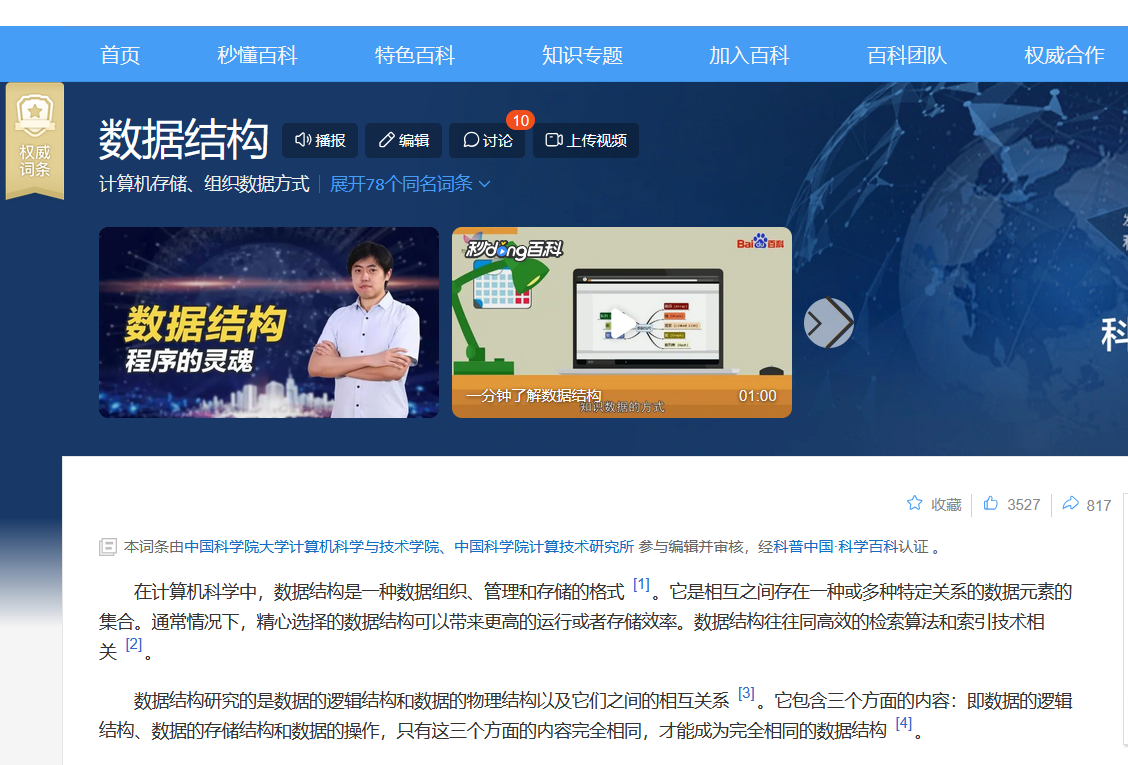 首页 秒懂百科 特色百科 知识专题 加入百科 百科团队 权威合作
权威
词条
数据结构 播报 编辑 讨论 10 上传视频
计算机存储、组织数据方式 展开78个同名词条
数据结构
程序的灵魂
秒dong百科
Bai百科
一分钟了解数据结构 01:00
知识数据的方式
科
收藏 3527 817
本词条由中国科学院大学计算机科学与技术学院、中国科学院计算技术研究所 参与编辑并审核，经科普中国·科学百科认证 。
在计算机科学中，数据结构是一种数据组织、管理和存储的格式 [1] 。它是相互之间存在一种或多种特定关系的数据元素的
集合。通常情况下，精心选择的数据结构可以带来更高的运行或者存储效率。数据结构往往同高效的检索算法和索引技术相
关 [2] 。
数据结构研究的是数据的逻辑结构和数据的物理结构以及它们之间的相互关系 [3] 。它包含三个方面的内容：即数据的逻辑
结构、数据的存储结构和数据的操作，只有这三个方面的内容完全相同，才能成为完全相同的数据结构 [4] 。